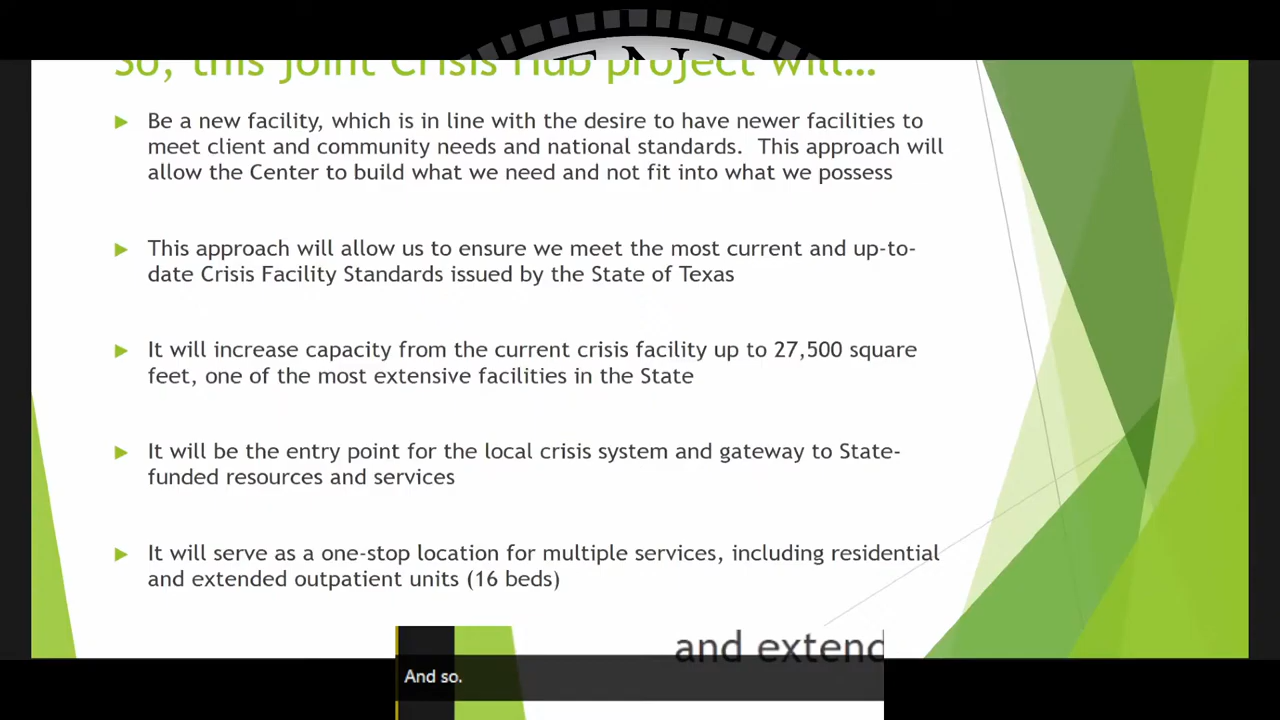 So, this Joint Crisis Hub project will…
Be a new facility, which is in line with the desire to have newer facilities to
meet client and community needs and national standards.  This approach will
allow the Center to build what we need and not fit into what we possess
This approach will allow us to ensure we meet the most current and up-to-
date Crisis Facility Standards issued by the State of Texas
It will increase capacity from the current crisis facility up to 27,500 square
feet, one of the most extensive facilities in the State
It will be the entry point for the local crisis system and gateway to State-
funded resources and services
It will serve as a one-stop location for multiple services, including residential
and extended outpatient units (16 beds)
and extend
And so.